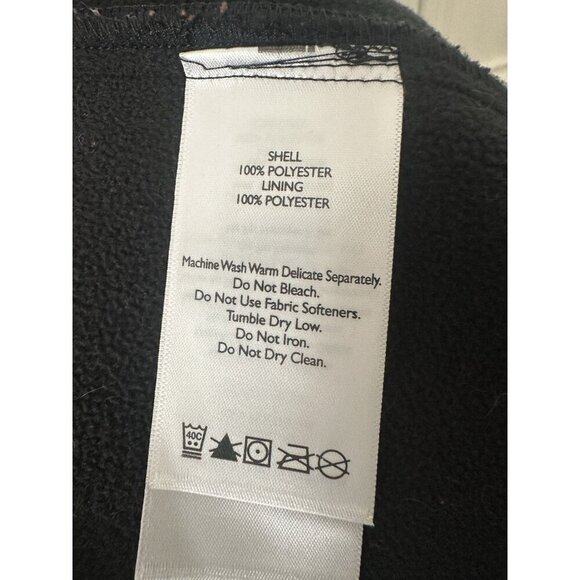 SHELL
100% POLYESTER
LINING
100% POLYESTER
Machine Wash Warm Delicate Separately.
Do Not Bleach.
Do Not Use Fabric Softeners.
Tumble Dry Low.
Do Not Iron.
Do Not Dry Clean.
40C